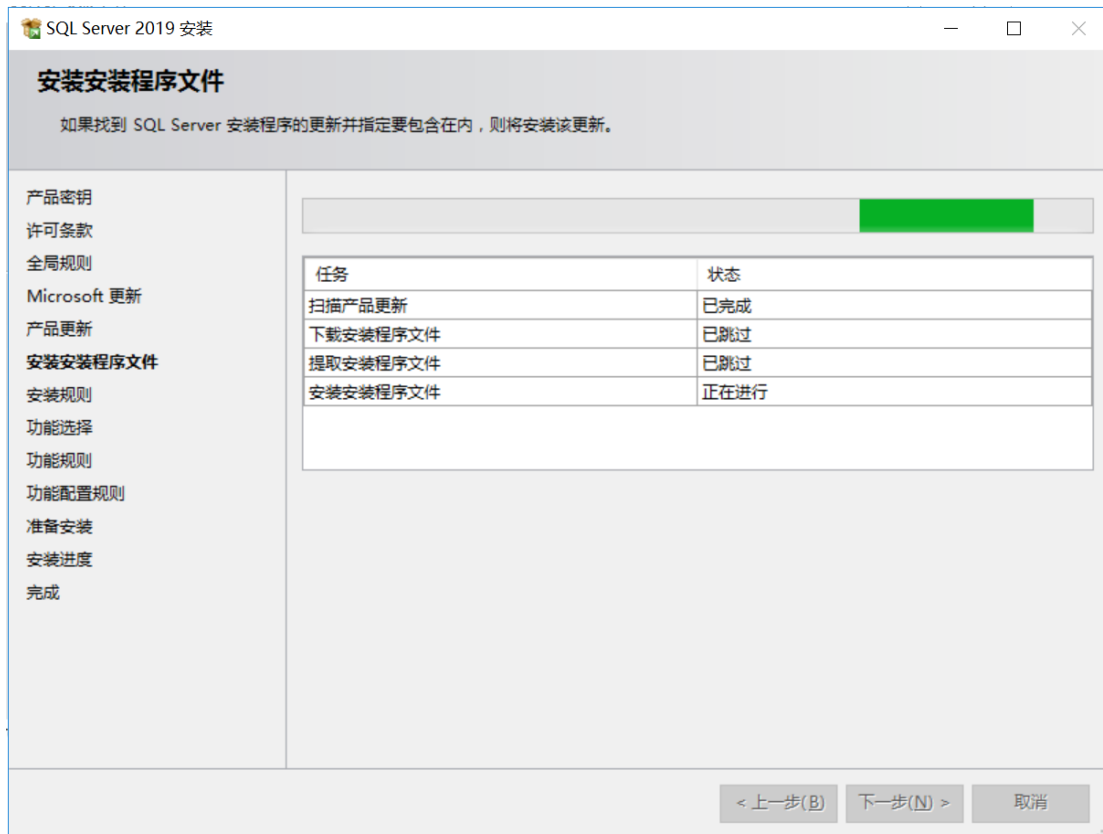 SQL Server 2019 安装
安装安装程序文件
如果找到 SQL Server 安装程序的更新并指定要包含在内，则将安装该更新。
产品密钥
许可条款
全局规则
Microsoft 更新
产品更新
安装安装程序文件
安装规则
功能选择
功能规则
功能配置规则
准备安装
安装进度
完成
任务 状态
扫描产品更新 已完成
下载安装程序文件 已跳过
提取安装程序文件 已跳过
安装安装程序文件 正在进行
< 上一步(B) 下一步(N) > 取消